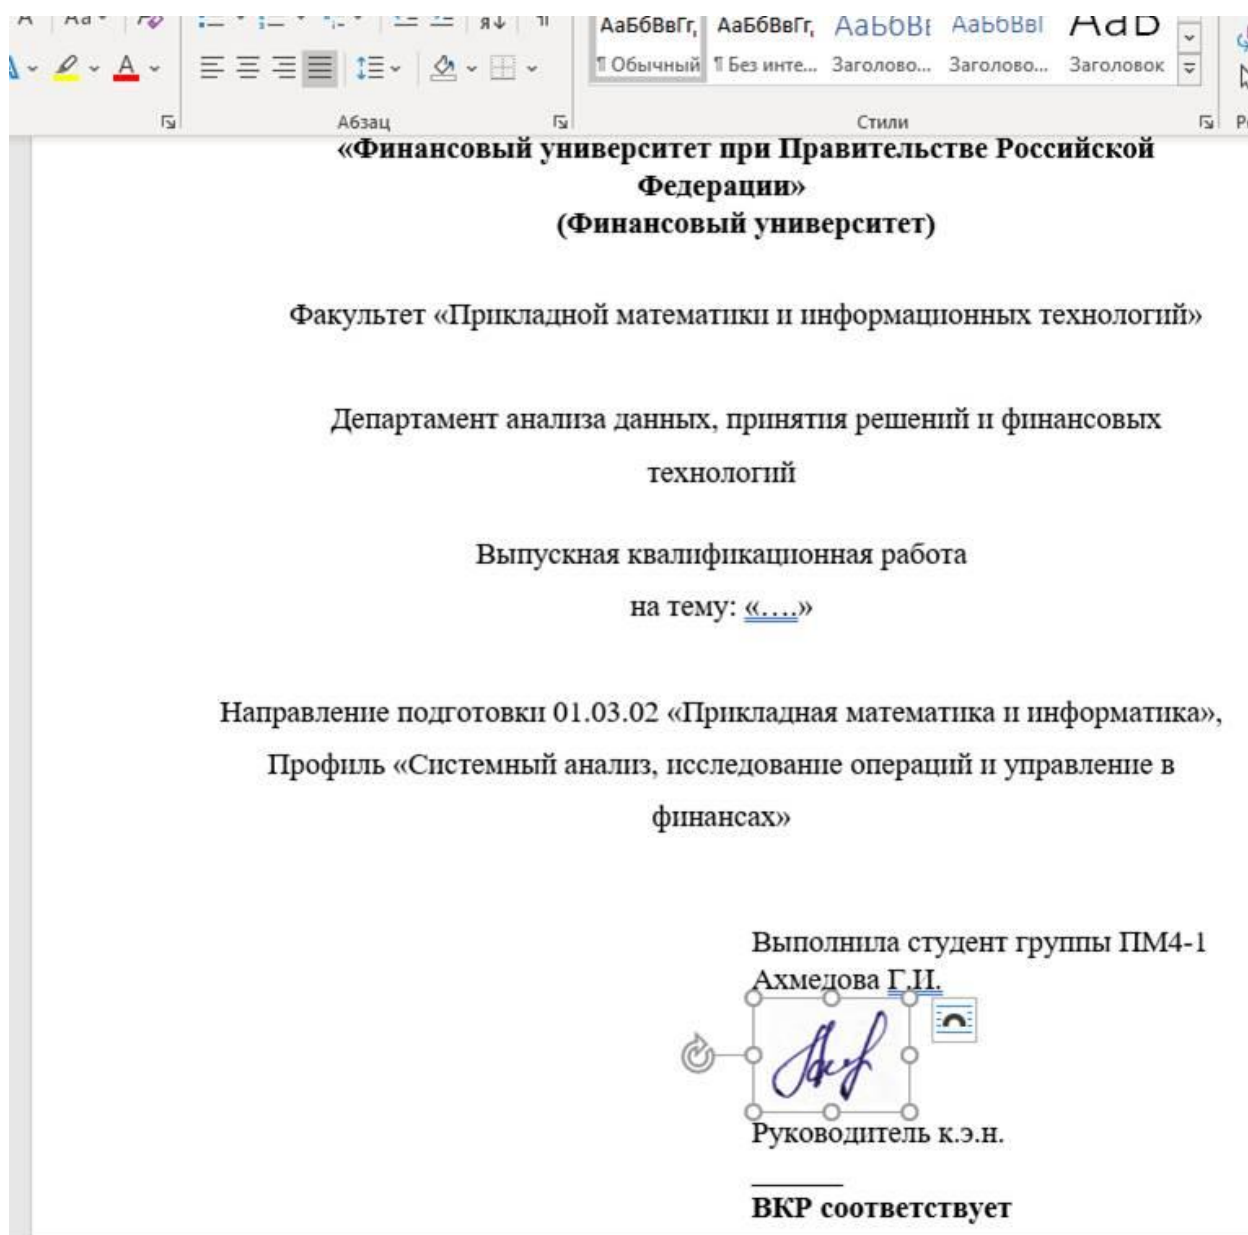 А Аа
А
Абзац
АаБбВвГг, АаБбВвГг, АаБбВв АаБбВвГ АаБ
¶ Обычный ¶ Без инте... Заголово... Заголово... Заголовок
Стили
«Финансовый университет при Правительстве Российской
Федерации»
(Финансовый университет)
Факультет «Прикладной математики и информационных технологий»
Департамент анализа данных, принятия решений и финансовых
технологий
Выпускная квалификационная работа
на тему: «….»
Направление подготовки 01.03.02 «Прикладная математика и информатика»,
Профиль «Системный анализ, исследование операций и управление в
финансах»
Выполнила студент группы ПМ4-1
Ахмедова Г.И.
Руководитель к.э.н.
ВКР соответствует